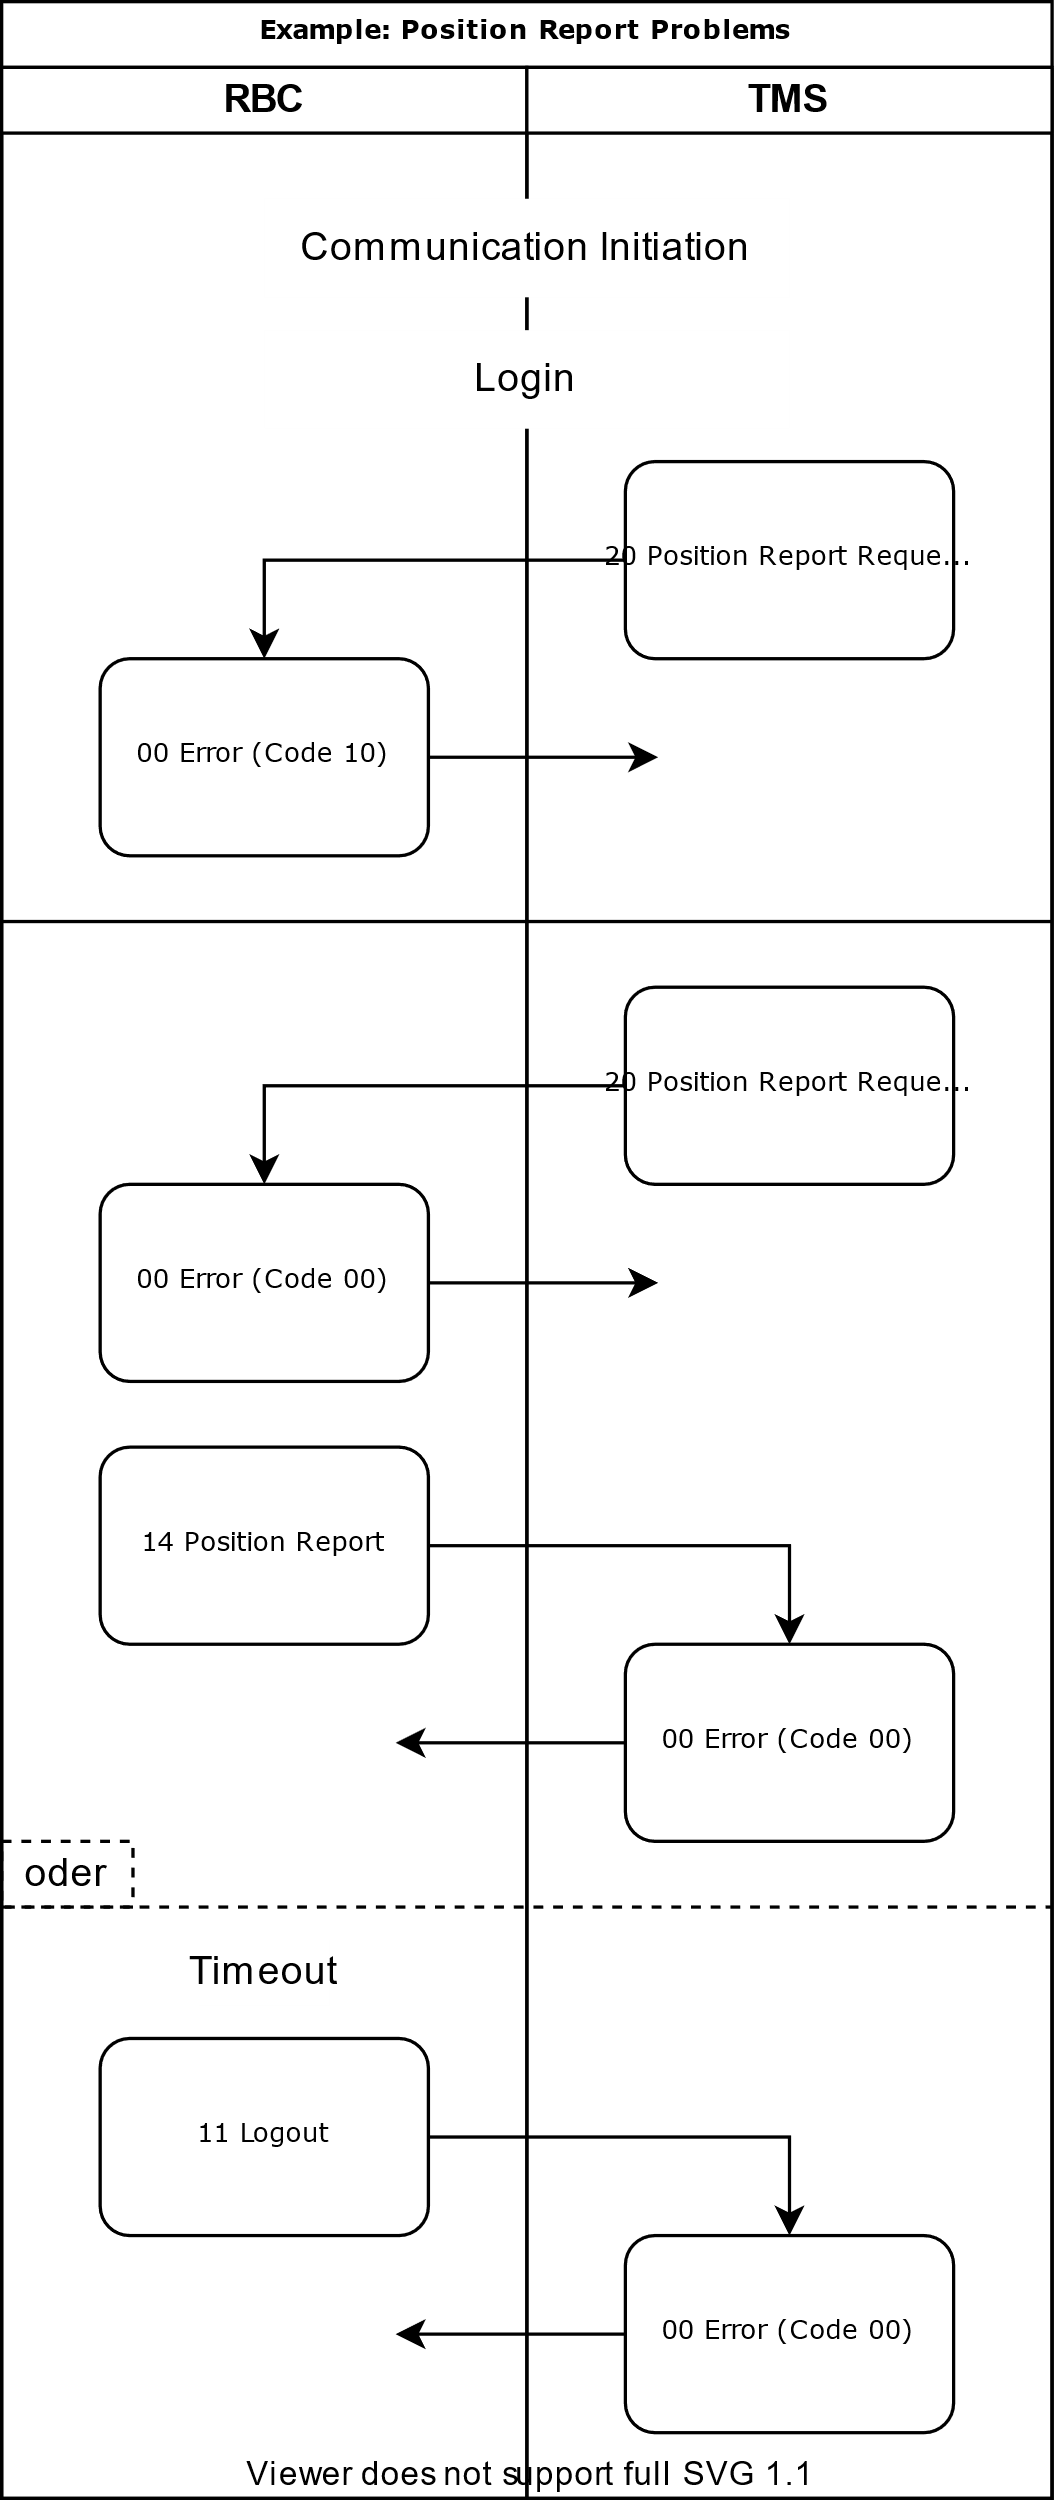 Example: Position Report Problems
RBC
TMS
Communication Initiation
Login
20 Position Report Reque...
00 Error (Code 10)
20 Position Report Reque...
00 Error (Code 00)
14 Position Report
00 Error (Code 00)
oder
Timeout
11 Logout
00 Error (Code 00)
Viewer does not support full SVG 1.1